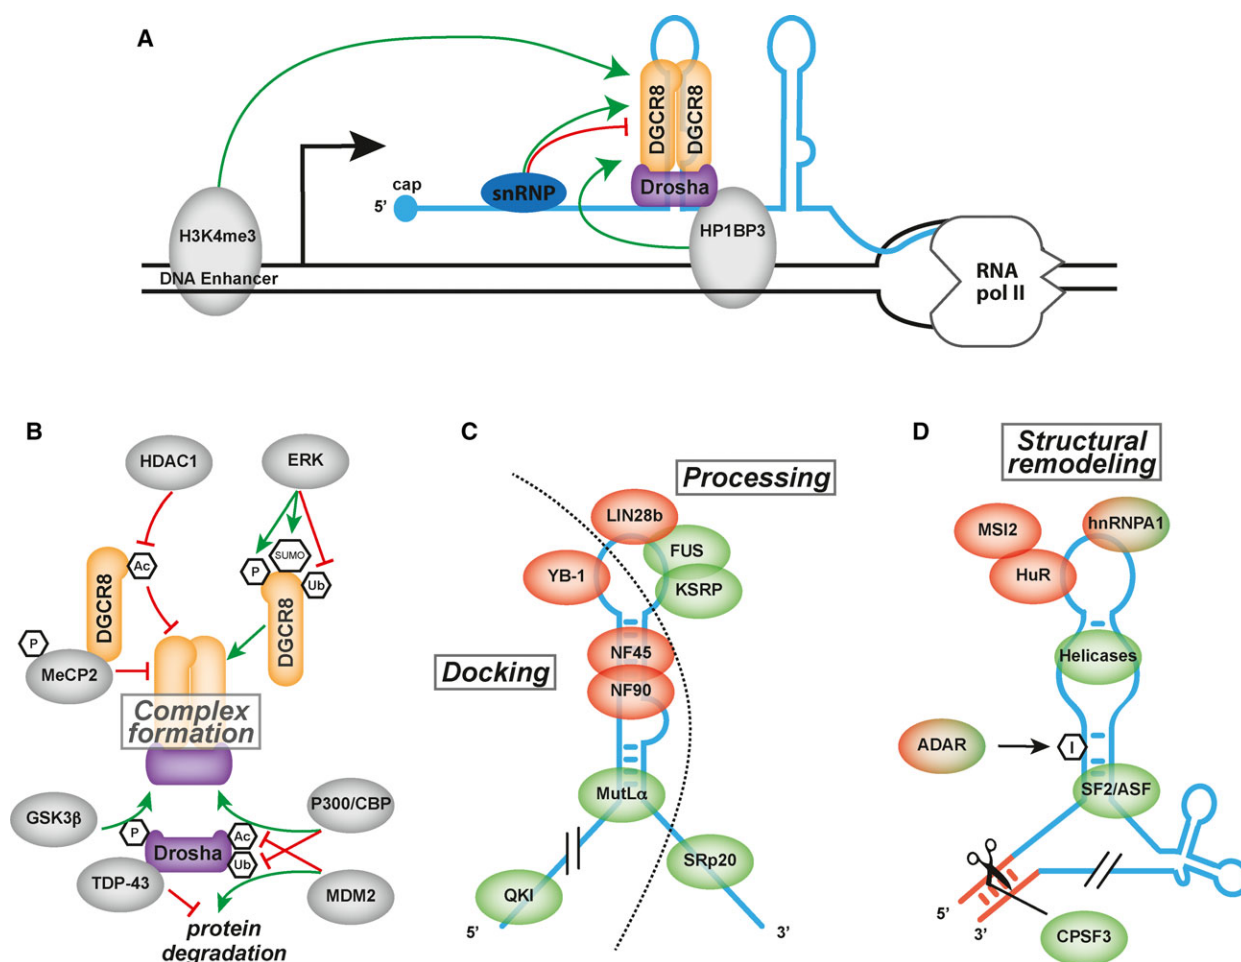 A
DGCR8
DGCR8
cap
snRNP
Drosha
5’
H3K4me3
HP1BP3
DNA Enhancer
RNA
pol II
B
HDAC1
ERK
Ac
P
SUMO
Ub
DGCR8
DGCR8
P
MeCP2
Complex
formation
GSK3β
P300/CBP
P
Drosha
Ac
Ub
TDP-43
MDM2
protein
degradation
C
Processing
LIN28b
FUS
YB-1
KSRP
NF45
Docking
NF90
MutLα
SRp20
QKI
5’
3’
D
Structural
remodeling
MSI2
hnRNPA1
HuR
Helicases
ADAR
I
SF2/ASF
5’
3’
CPSF3